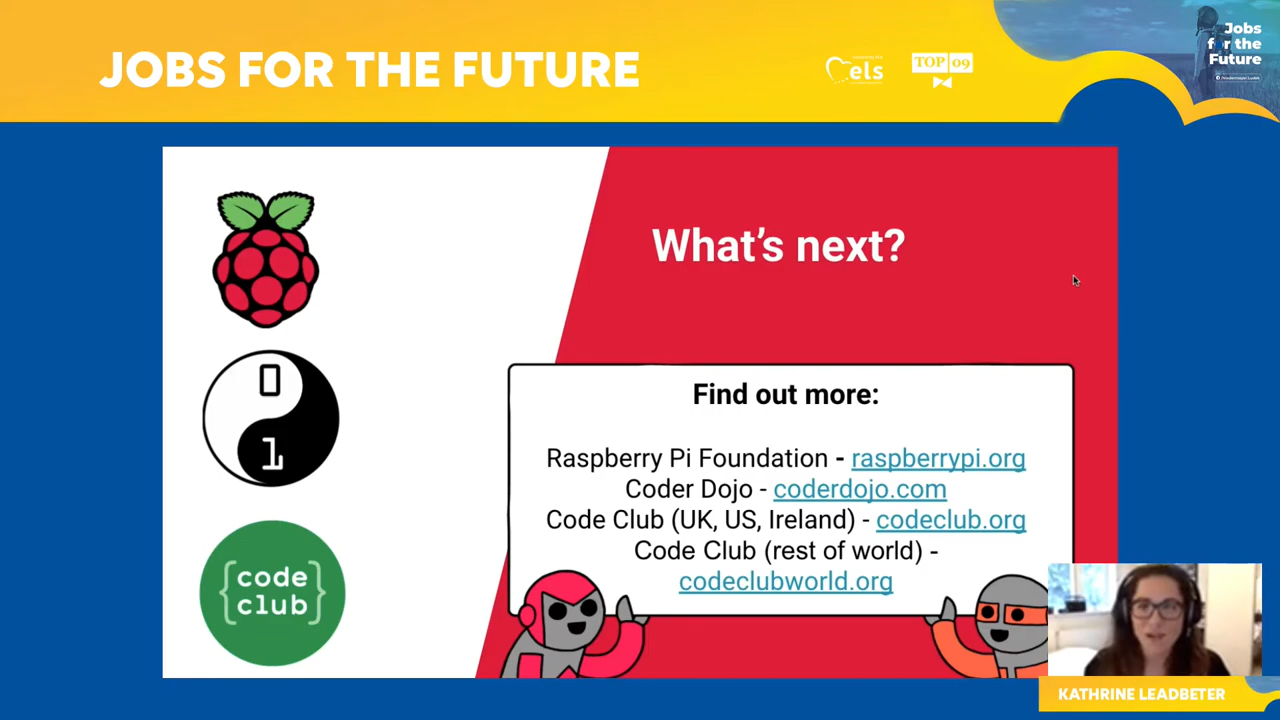 JOBS FOR THE FUTURE
els
TOP 09
Jobs
for the
Future
What's next?
0
1
{code
club}
Find out more:
Raspberry Pi Foundation - raspberrypi.org
Coder Dojo - coderdojo.com
Code Club (UK, US, Ireland) - codeclub.org
Code Club (rest of world) -
codeclubworld.org
KATHRINE LEADBETER